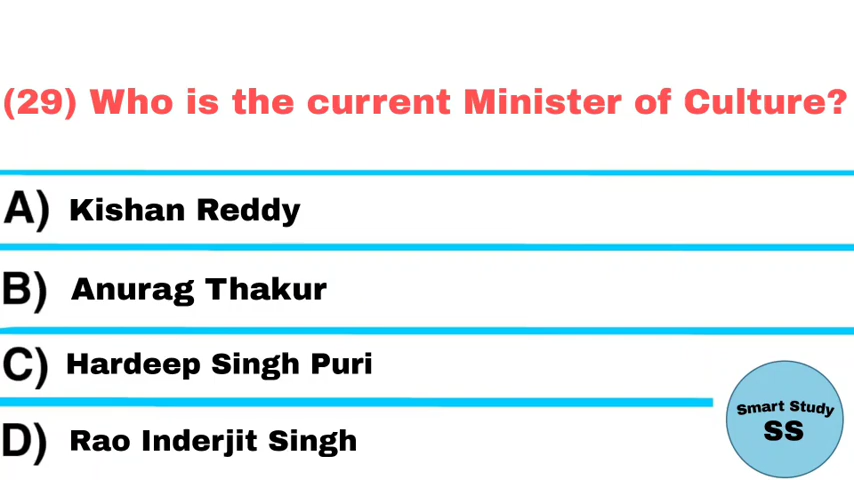 (29) Who is the current Minister of Culture?
A) Kishan Reddy
B) Anurag Thakur
C) Hardeep Singh Puri
D) Rao Inderjit Singh
Smart Study
SS